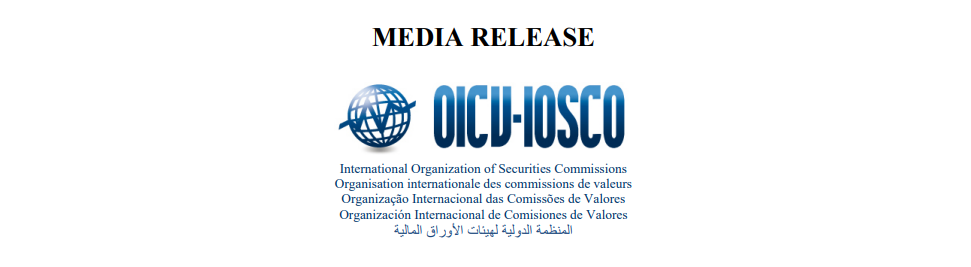 MEDIA RELEASE
OICU-IOSCO
International Organization of Securities Commissions
Organisation internationale des commissions de valeurs
Organização Internacional das Comissões de Valores
Organización Internacional de Comisiones de Valores
المنظمة الدولية لهيئات الأوراق المالية